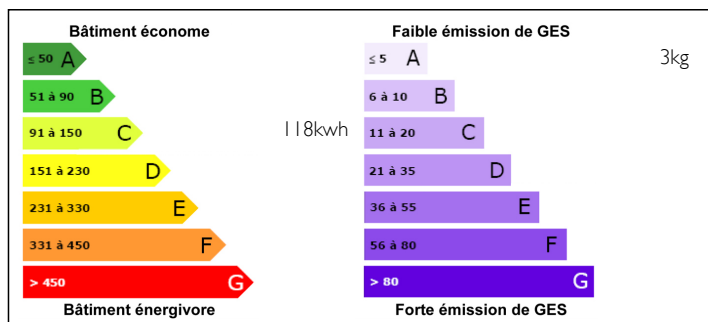 Bâtiment économe
≤ 50 A
51 à 90 B
91 à 150 C
118kwh
151 à 230 D
231 à 330 E
331 à 450 F
> 450 G
Bâtiment énergivore
Faible émission de GES
≤ 5 A
3kg
6 à 10 B
11 à 20 C
21 à 35 D
36 à 55 E
56 à 80 F
> 80 G
Forte émission de GES